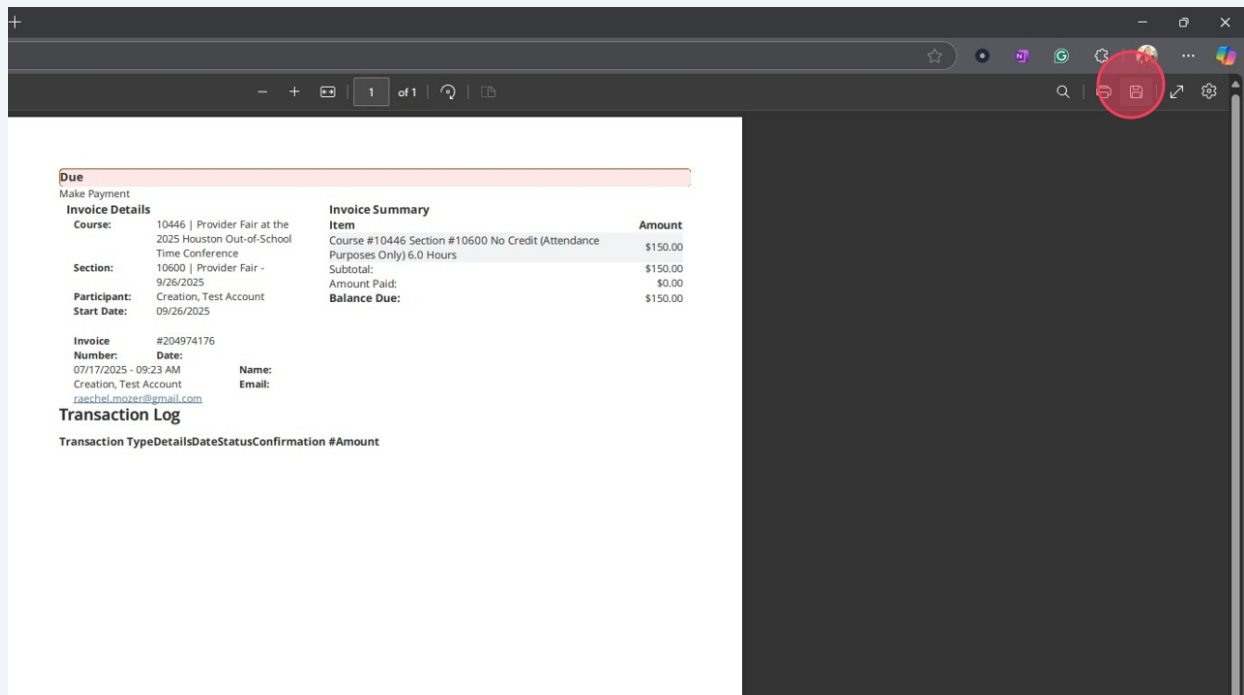 1 of 1
Due
Make Payment
Invoice Details
Course: 10446 | Provider Fair at the
2025 Houston Out-of-School
Time Conference
Section: 10600 | Provider Fair -
9/26/2025
Participant: Creation, Test Account
Start Date: 09/26/2025
Invoice #204974176
Number: Date:
07/17/2025 - 09:23 AM Name:
Creation, Test Account Email:
raechel.mozer@gmail.com
Invoice Summary
Item Amount
Course #10446 Section #10600 No Credit (Attendance
Purposes Only) 6.0 Hours $150.00
Subtotal: $150.00
Amount Paid: $0.00
Balance Due: $150.00
Transaction Log
Transaction TypeDetailsDateStatusConfirmation #Amount